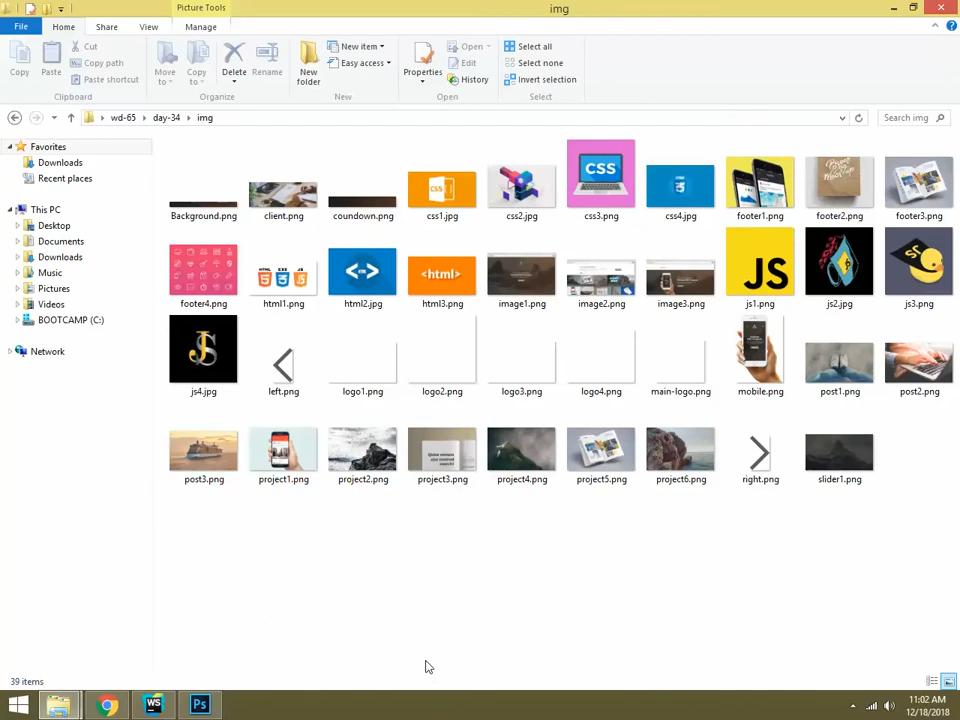 Picture Tools
img
File
Home
Share
View
Manage
Copy
Paste
Cut
Copy path
Paste shortcut
Clipboard
Move to
Copy to
Delete
Rename
Organize
New folder
New item
Easy access
New
Properties
Open
Edit
History
Open
Select all
Select none
Invert selection
Select
wd-65
day-34
img
Search img
Favorites
Downloads
Recent places
This PC
Desktop
Documents
Downloads
Music
Pictures
Videos
BOOTCAMP (C:)
Network
CSS
Background.png
client.png
coundown.png
css1.jpg
css2.jpg
css3.png
css4.jpg
footer1.png
footer2.png
footer3.png
HTML CSS JS
<html>
JS
footer4.png
html1.png
html2.jpg
html3.png
image1.png
image2.png
image3.png
js1.png
js2.jpg
js3.png
js4.jpg
left.png
logo1.png
logo2.png
logo3.png
logo4.png
main-logo.png
mobile.png
post1.png
post2.png
post3.png
project1.png
project2.png
project3.png
project4.png
project5.png
project6.png
right.png
slider1.png
39 items
WS
Ps
11:02 AM
12/18/2018